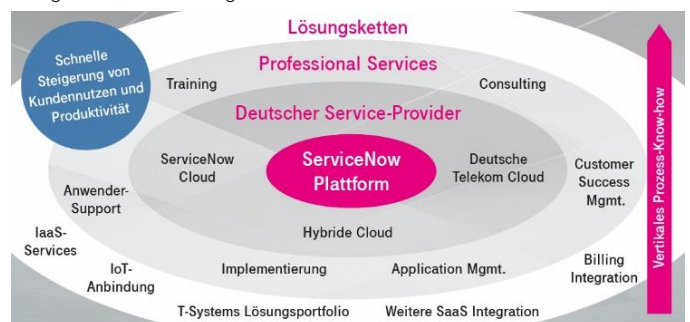 Lösungsketten
Schnelle
Steigerung von
Kundennutzen und
Produktivität
Professional Services
Training
Consulting
Deutscher Service-Provider
ServiceNow
Cloud
ServiceNow
Plattform
Deutsche
Telekom Cloud
Customer
Success
Mgmt.
Anwender-
Support
Hybride Cloud
IaaS-
Services
IoT-
Anbindung
Implementierung
Application Mgmt.
Billing
Integration
T-Systems Lösungsportfolio
Weitere SaaS Integration
Vertikales Prozess-Know-how